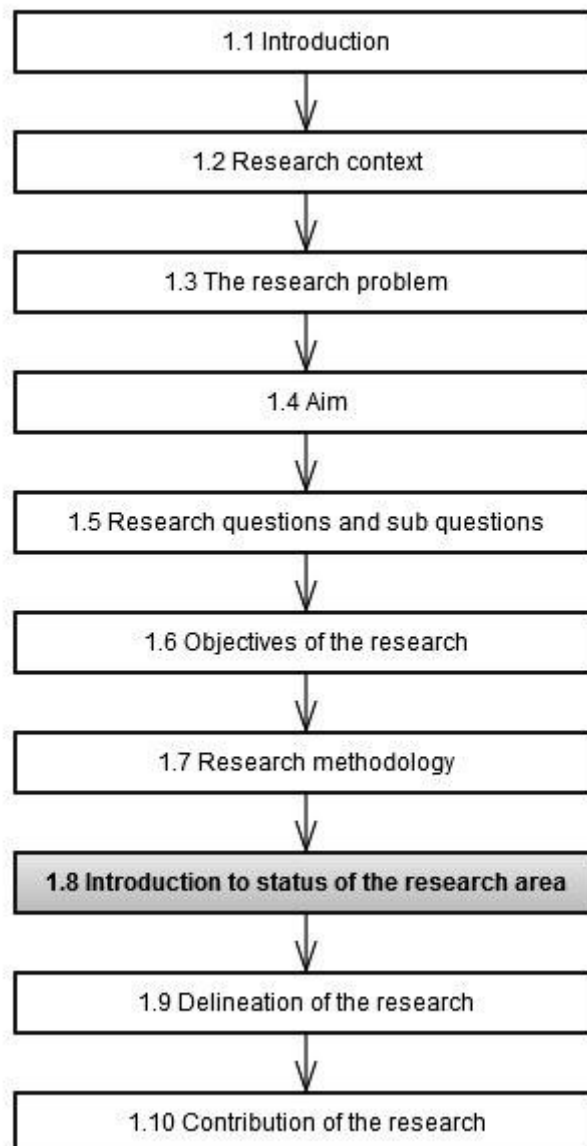 1.1 Introduction
1.2 Research context
1.3 The research problem
1.4 Aim
1.5 Research questions and sub questions
1.6 Objectives of the research
1.7 Research methodology
1.8 Introduction to status of the research area
1.9 Delineation of the research
1.10 Contribution of the research